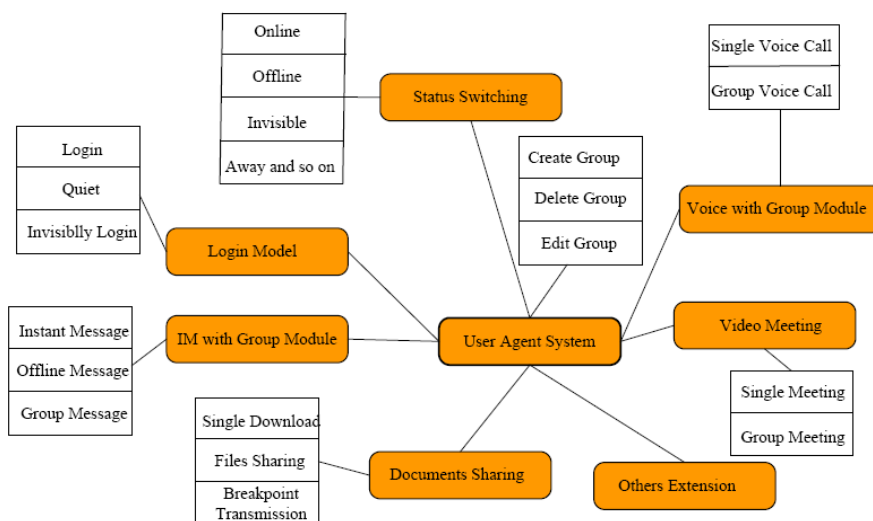 Online
Offline
Invisible
Away and so on
Status Switching
Single Voice Call
Group Voice Call
Login
Quiet
Invisiblly Login
Create Group
Delete Group
Edit Group
Voice with Group Module
Login Model
Instant Message
Offline Message
Group Message
IM with Group Module
User Agent System
Video Meeting
Single Meeting
Group Meeting
Single Download
Files Sharing
Breakpoint
Transmission
Documents Sharing
Others Extension